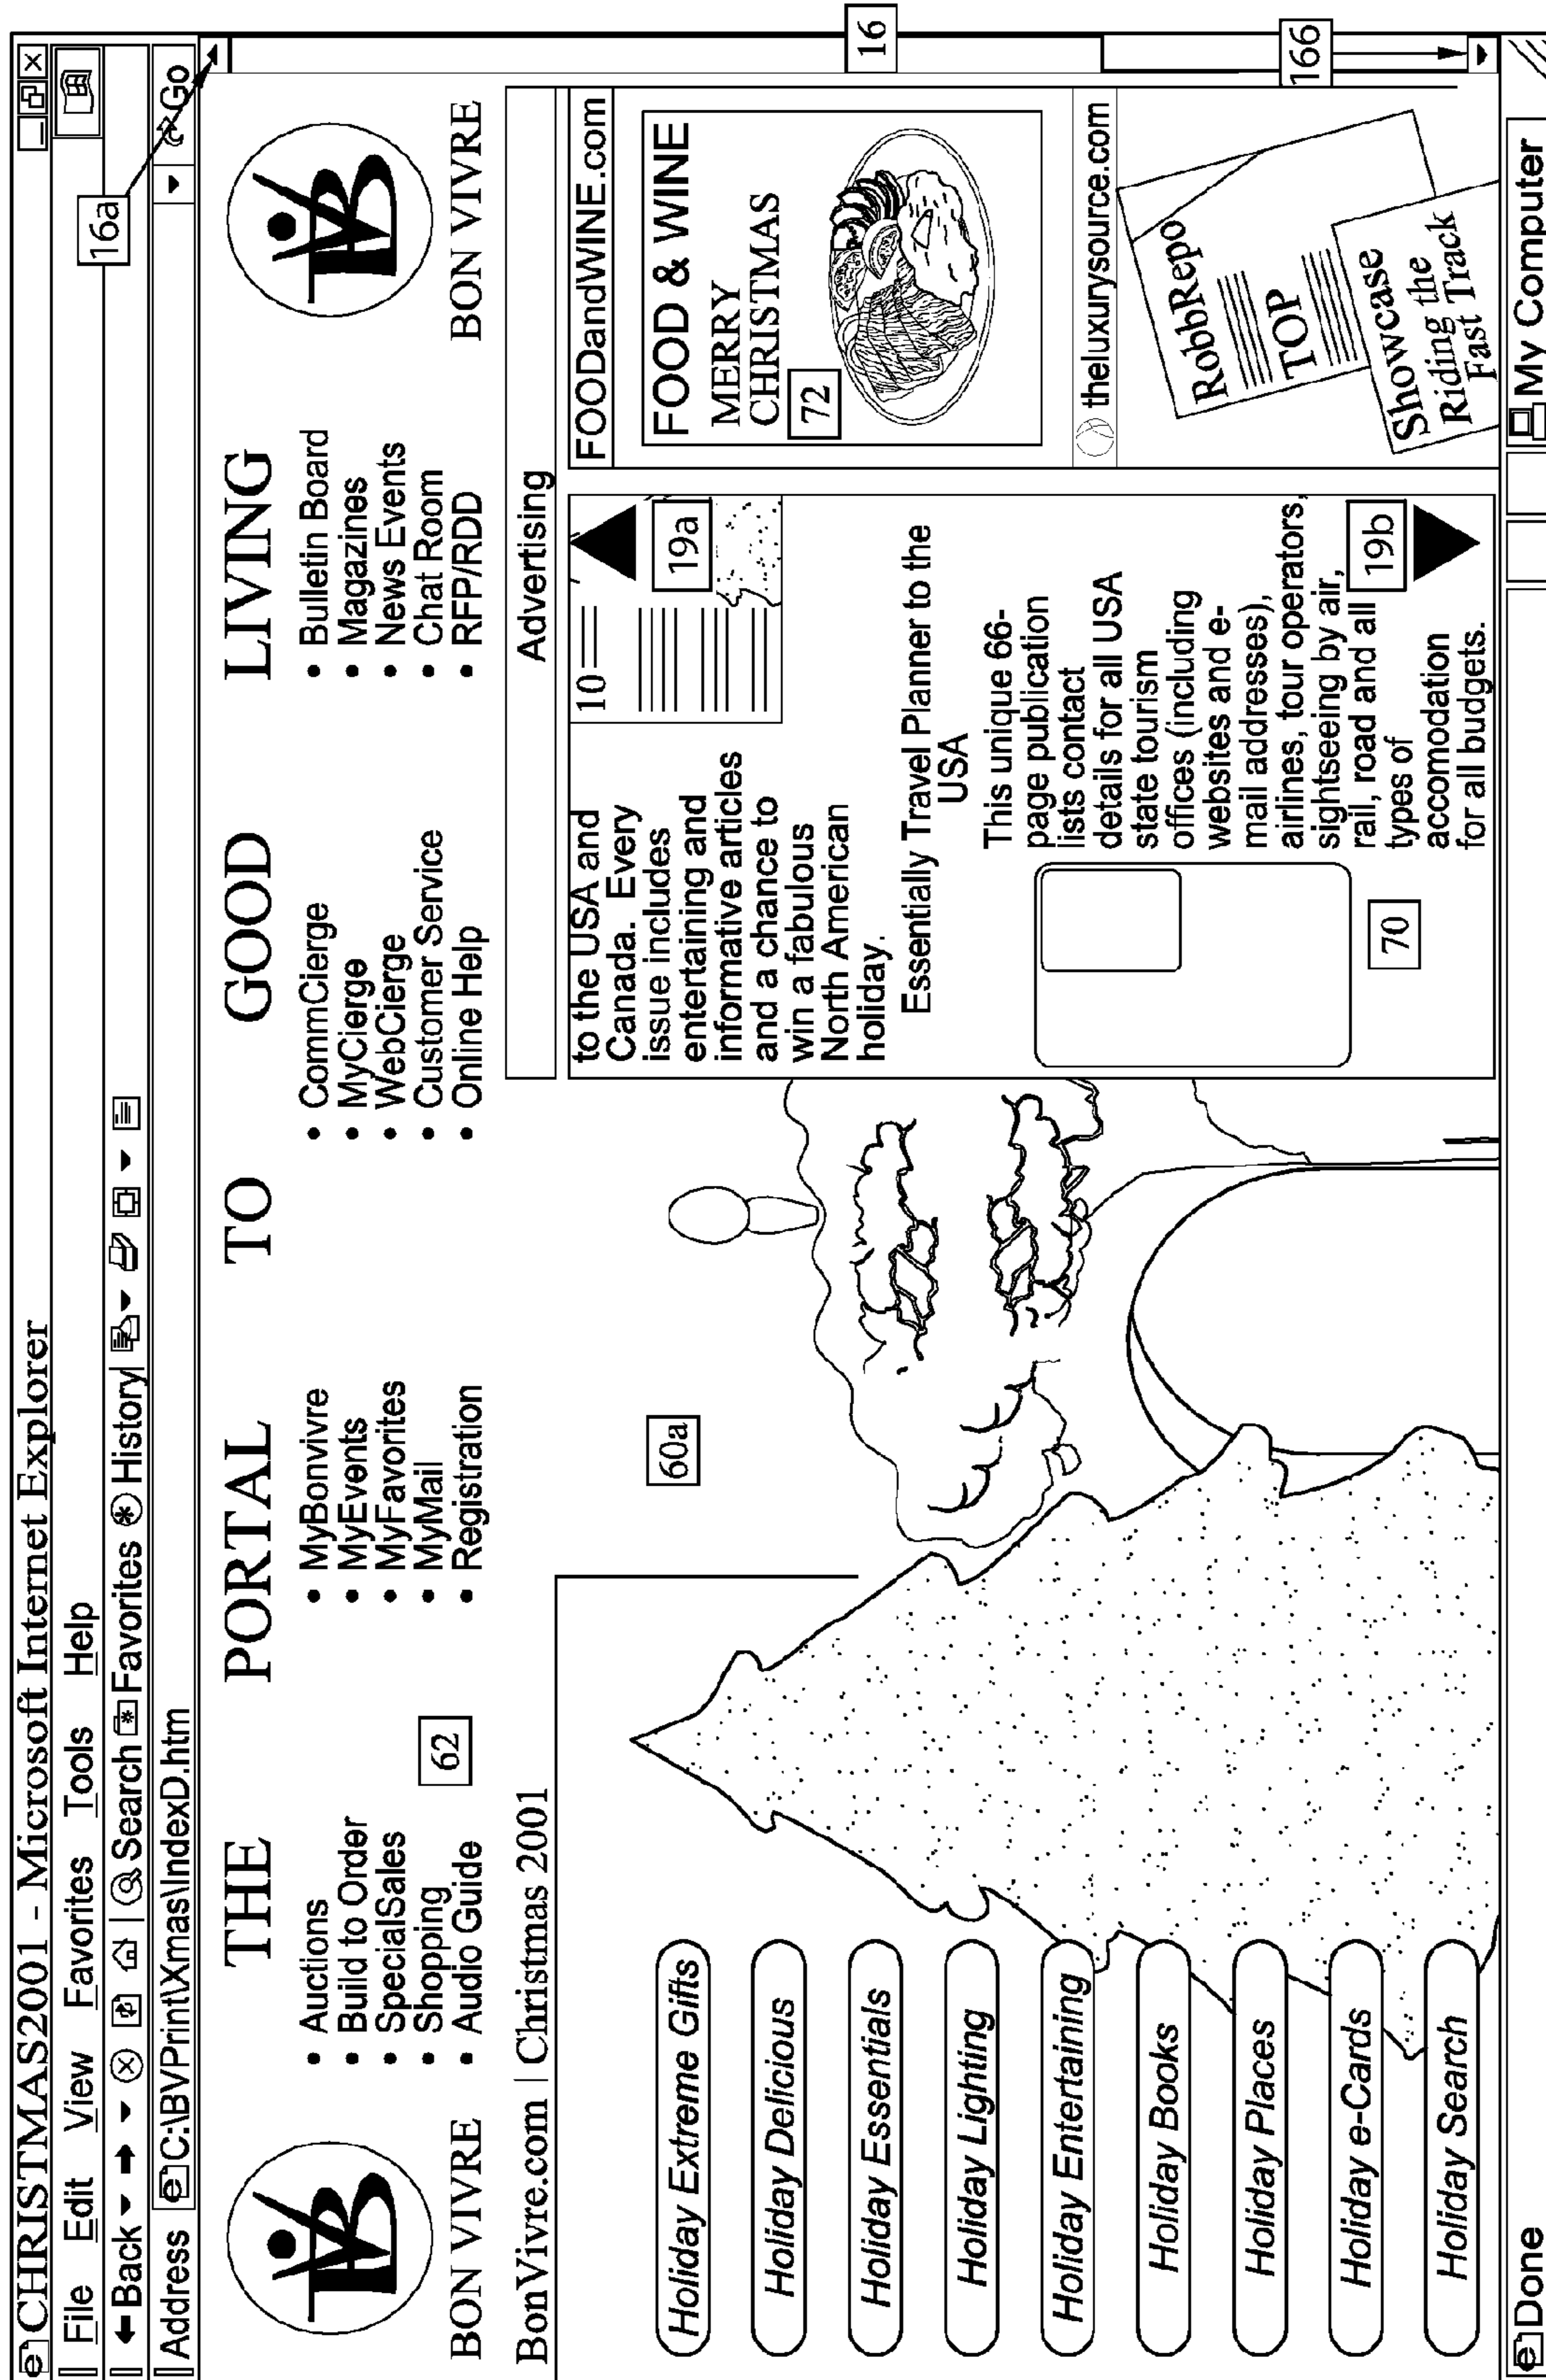 CHRISTMAS2001 - Microsoft Internet Explorer
File Edit View Favorites Tools Help
Back Search Favorites History
16a
Address C:\BVPrint\Xmas\IndexD.htm Go
THE PORTAL TO GOOD LIVING
BON VIVRE
• Auctions
• Build to Order
• SpecialSales
• Shopping
• Audio Guide
62
• MyBonvivre
• MyEvents
• MyFavorites
• MyMail
• Registration
• CommCierge
• MyCierge
• WebCierge
• Customer Service
• Online Help
• Bulletin Board
• Magazines
• News Events
• Chat Room
• RFP/RDD
BON VIVRE
BonVivre.com | Christmas 2001
Advertising
Holiday Extreme Gifts
Holiday Delicious
Holiday Essentials
Holiday Lighting
Holiday Entertaining
Holiday Books
Holiday Places
Holiday e-Cards
Holiday Search
60a
to the USA and
Canada. Every
issue includes
entertaining and
informative articles
and a chance to
win a fabulous
North American
holiday.
10
19a
Essentially Travel Planner to the
USA
This unique 66-
page publication
lists contact
details for all USA
state tourism
offices (including
websites and e-
mail addresses),
airlines, tour operators,
sightseeing by air,
rail, road and all
types of
accomodation
for all budgets.
70
19b
FOODandWINE.com
FOOD & WINE
MERRY
CHRISTMAS
72
theluxurysource.com
RobbRepo
TOP
Showcase
Riding the
Fast Track
16
166
Done My Computer